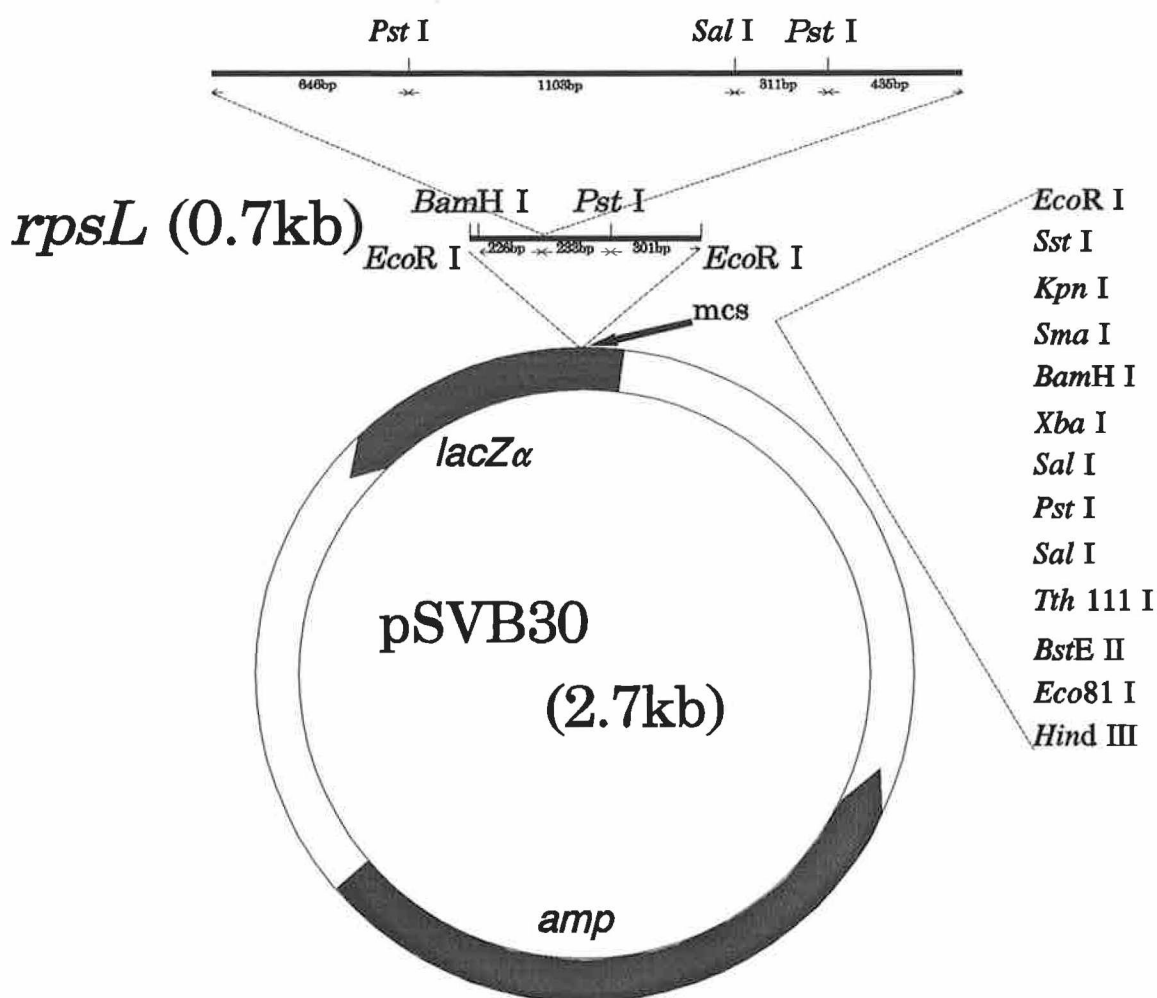 Pst I Sal I Pst I
646bp 1103bp 311bp 435bp
BamH I Pst I
rpsL (0.7kb)
226bp 233bp 301bp
EcoR I EcoR I
mcs
EcoR I
Sst I
Kpn I
Sma I
BamH I
Xba I
Sal I
Pst I
Sal I
Tth 111 I
BstE II
Eco81 I
Hind III
lacZα
pSVB30
(2.7kb)
amp